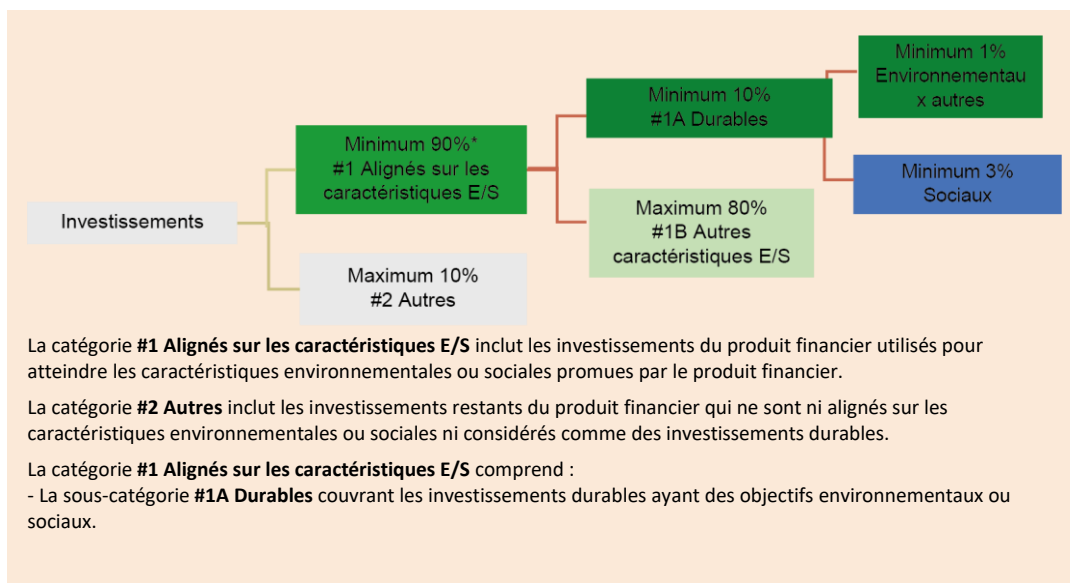 Investissements
Minimum 90%*
#1 Alignés sur les
caractéristiques E/S
Maximum 10%
#2 Autres
Minimum 10%
#1A Durables
Maximum 80%
#1B Autres
caractéristiques E/S
Minimum 1%
Environnementau
x autres
Minimum 3%
Sociaux
La catégorie #1 Alignés sur les caractéristiques E/S inclut les investissements du produit financier utilisés pour
atteindre les caractéristiques environnementales ou sociales promues par le produit financier.
La catégorie #2 Autres inclut les investissements restants du produit financier qui ne sont ni alignés sur les
caractéristiques environnementales ou sociales ni considérés comme des investissements durables.
La catégorie #1 Alignés sur les caractéristiques E/S comprend :
- La sous-catégorie #1A Durables couvrant les investissements durables ayant des objectifs environnementaux ou
sociaux.